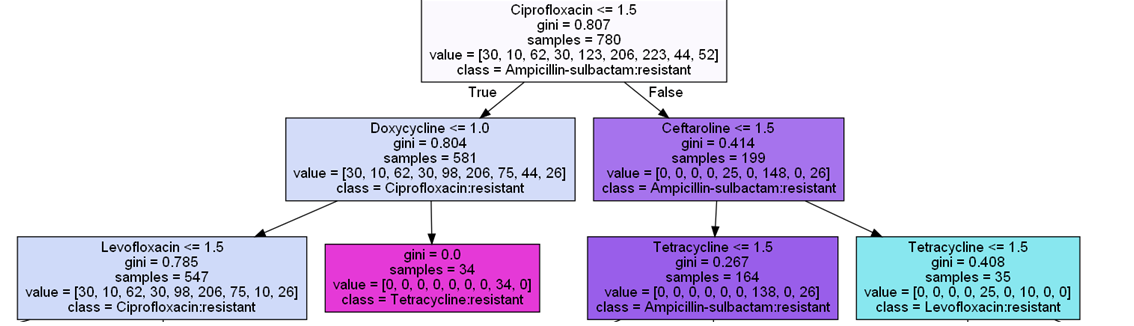 Ciprofloxacin <= 1.5
gini = 0.807
samples = 780
value = [30, 10, 62, 30, 123, 206, 223, 44, 52]
class = Ampicillin-sulbactam:resistant
True
False
Doxycycline <= 1.0
gini = 0.804
samples = 581
value = [30, 10, 62, 30, 98, 206, 75, 44, 26]
class = Ciprofloxacin:resistant
Ceftaroline <= 1.5
gini = 0.414
samples = 199
value = [0, 0, 0, 0, 25, 0, 148, 0, 26]
class = Ampicillin-sulbactam:resistant
Levofloxacin <= 1.5
gini = 0.785
samples = 547
value = [30, 10, 62, 30, 98, 206, 75, 10, 26]
class = Ciprofloxacin:resistant
gini = 0.0
samples = 34
value = [0, 0, 0, 0, 0, 0, 0, 34, 0]
class = Tetracycline:resistant
Tetracycline <= 1.5
gini = 0.267
samples = 164
value = [0, 0, 0, 0, 0, 0, 138, 0, 26]
class = Ampicillin-sulbactam:resistant
Tetracycline <= 1.5
gini = 0.408
samples = 35
value = [0, 0, 0, 0, 25, 0, 10, 0, 0]
class = Levofloxacin:resistant